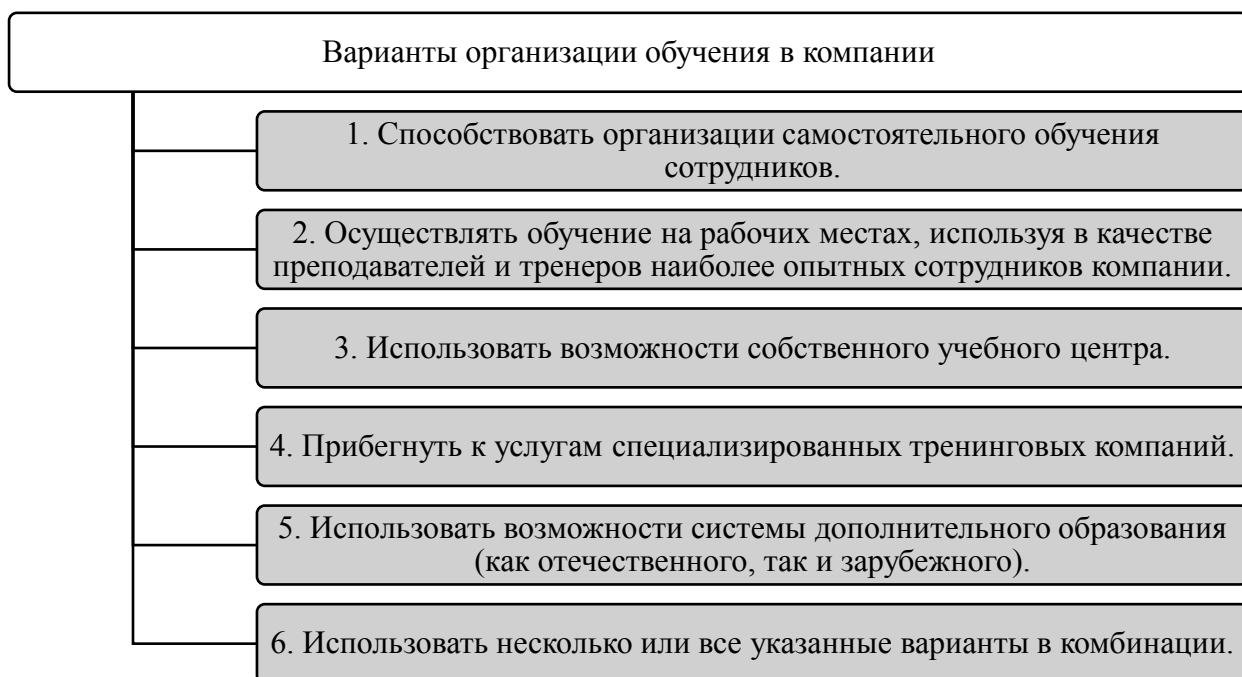 Варианты организации обучения в компании
1. Способствовать организации самостоятельного обучения
сотрудников.
2. Осуществлять обучение на рабочих местах, используя в качестве
преподавателей и тренеров наиболее опытных сотрудников компании.
3. Использовать возможности собственного учебного центра.
4. Прибегнуть к услугам специализированных тренинговых компаний.
5. Использовать возможности системы дополнительного образования
(как отечественного, так и зарубежного).
6. Использовать несколько или все указанные варианты в комбинации.